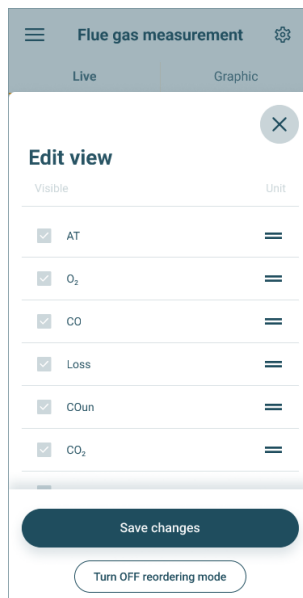 Flue gas measurement
Live Graphic
Edit view
Visible Unit
AT
O₂
CO
Loss
COun
CO₂
Save changes
Turn OFF reordering mode